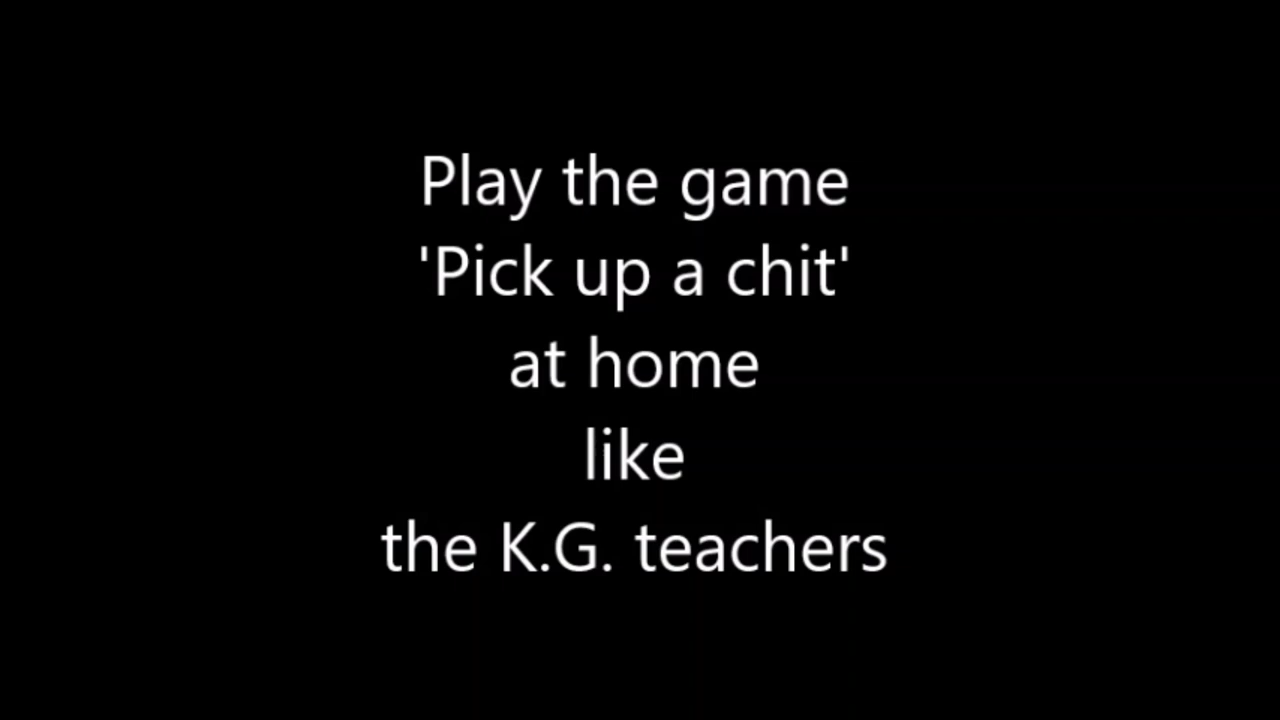 Play the game
'Pick up a chit'
at home
like
the K.G. teachers